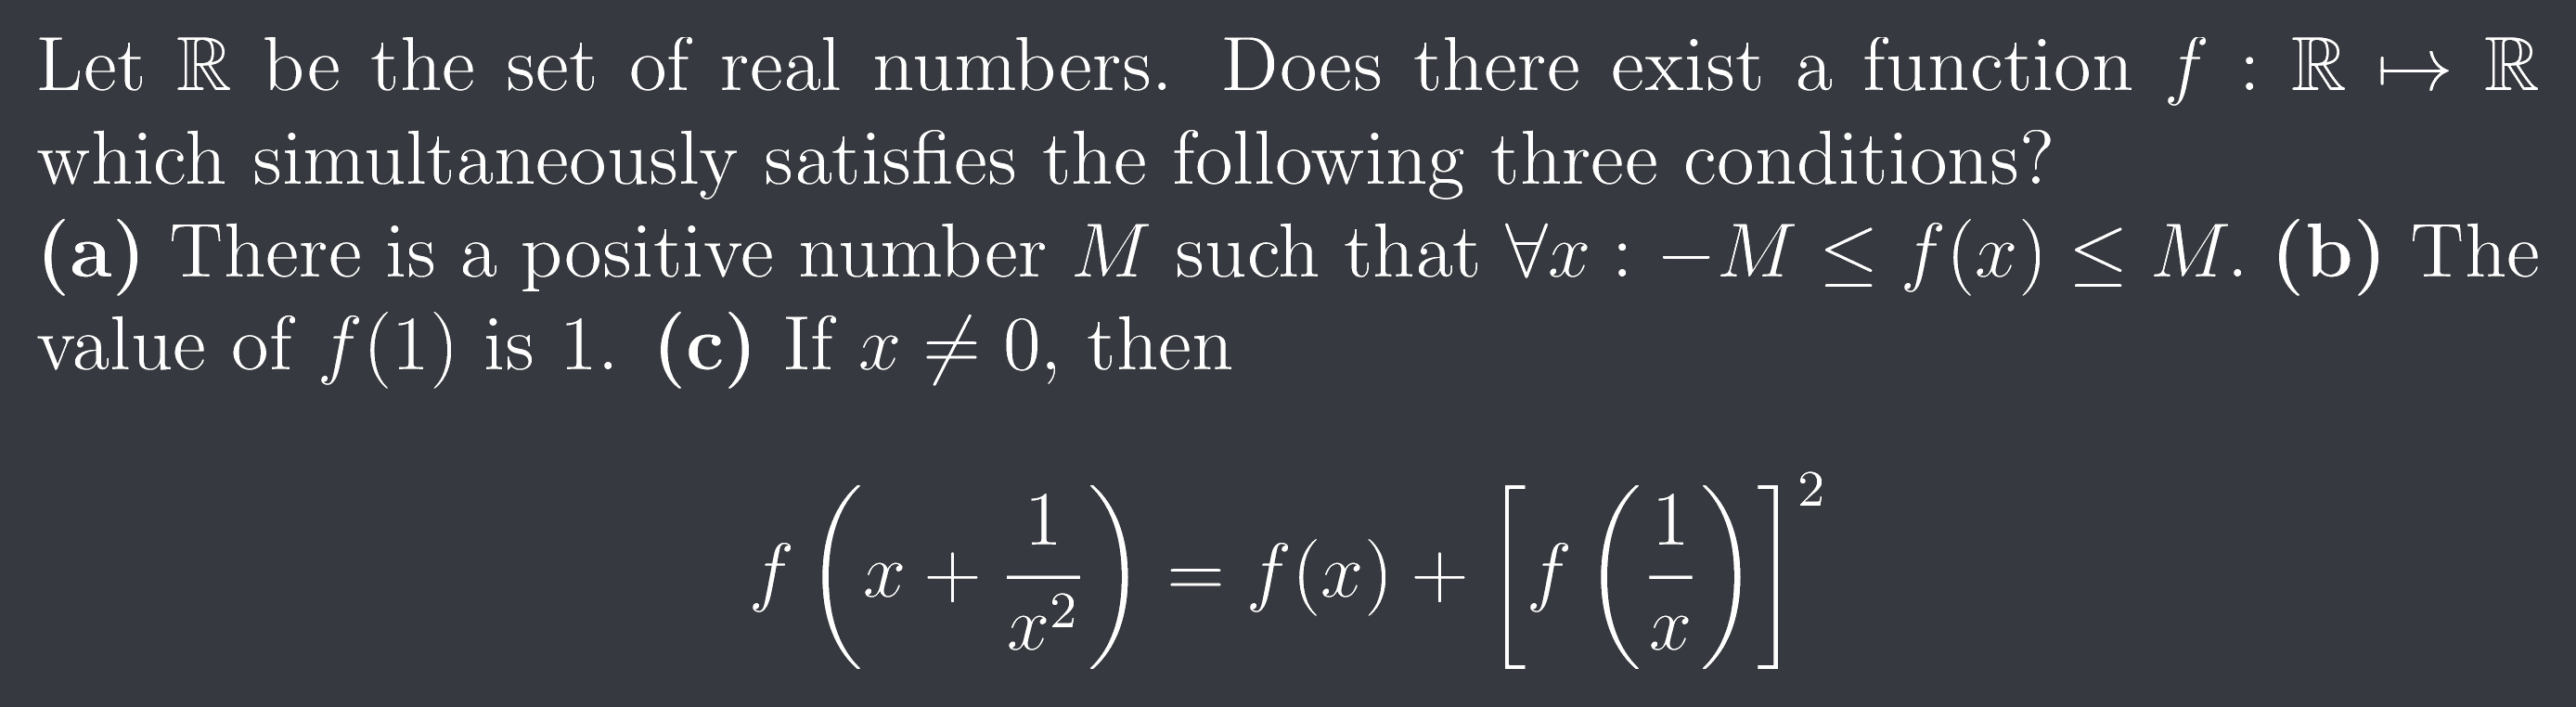 Let ℝ be the set of real numbers. Does there exist a function f : ℝ ↦ ℝ
which simultaneously satisfies the following three conditions?
(a) There is a positive number M such that ∀x : −M ≤ f(x) ≤ M. (b) The
value of f(1) is 1. (c) If x ≠ 0, then
f(x + 1/x²) = f(x) + [f(1/x)]²